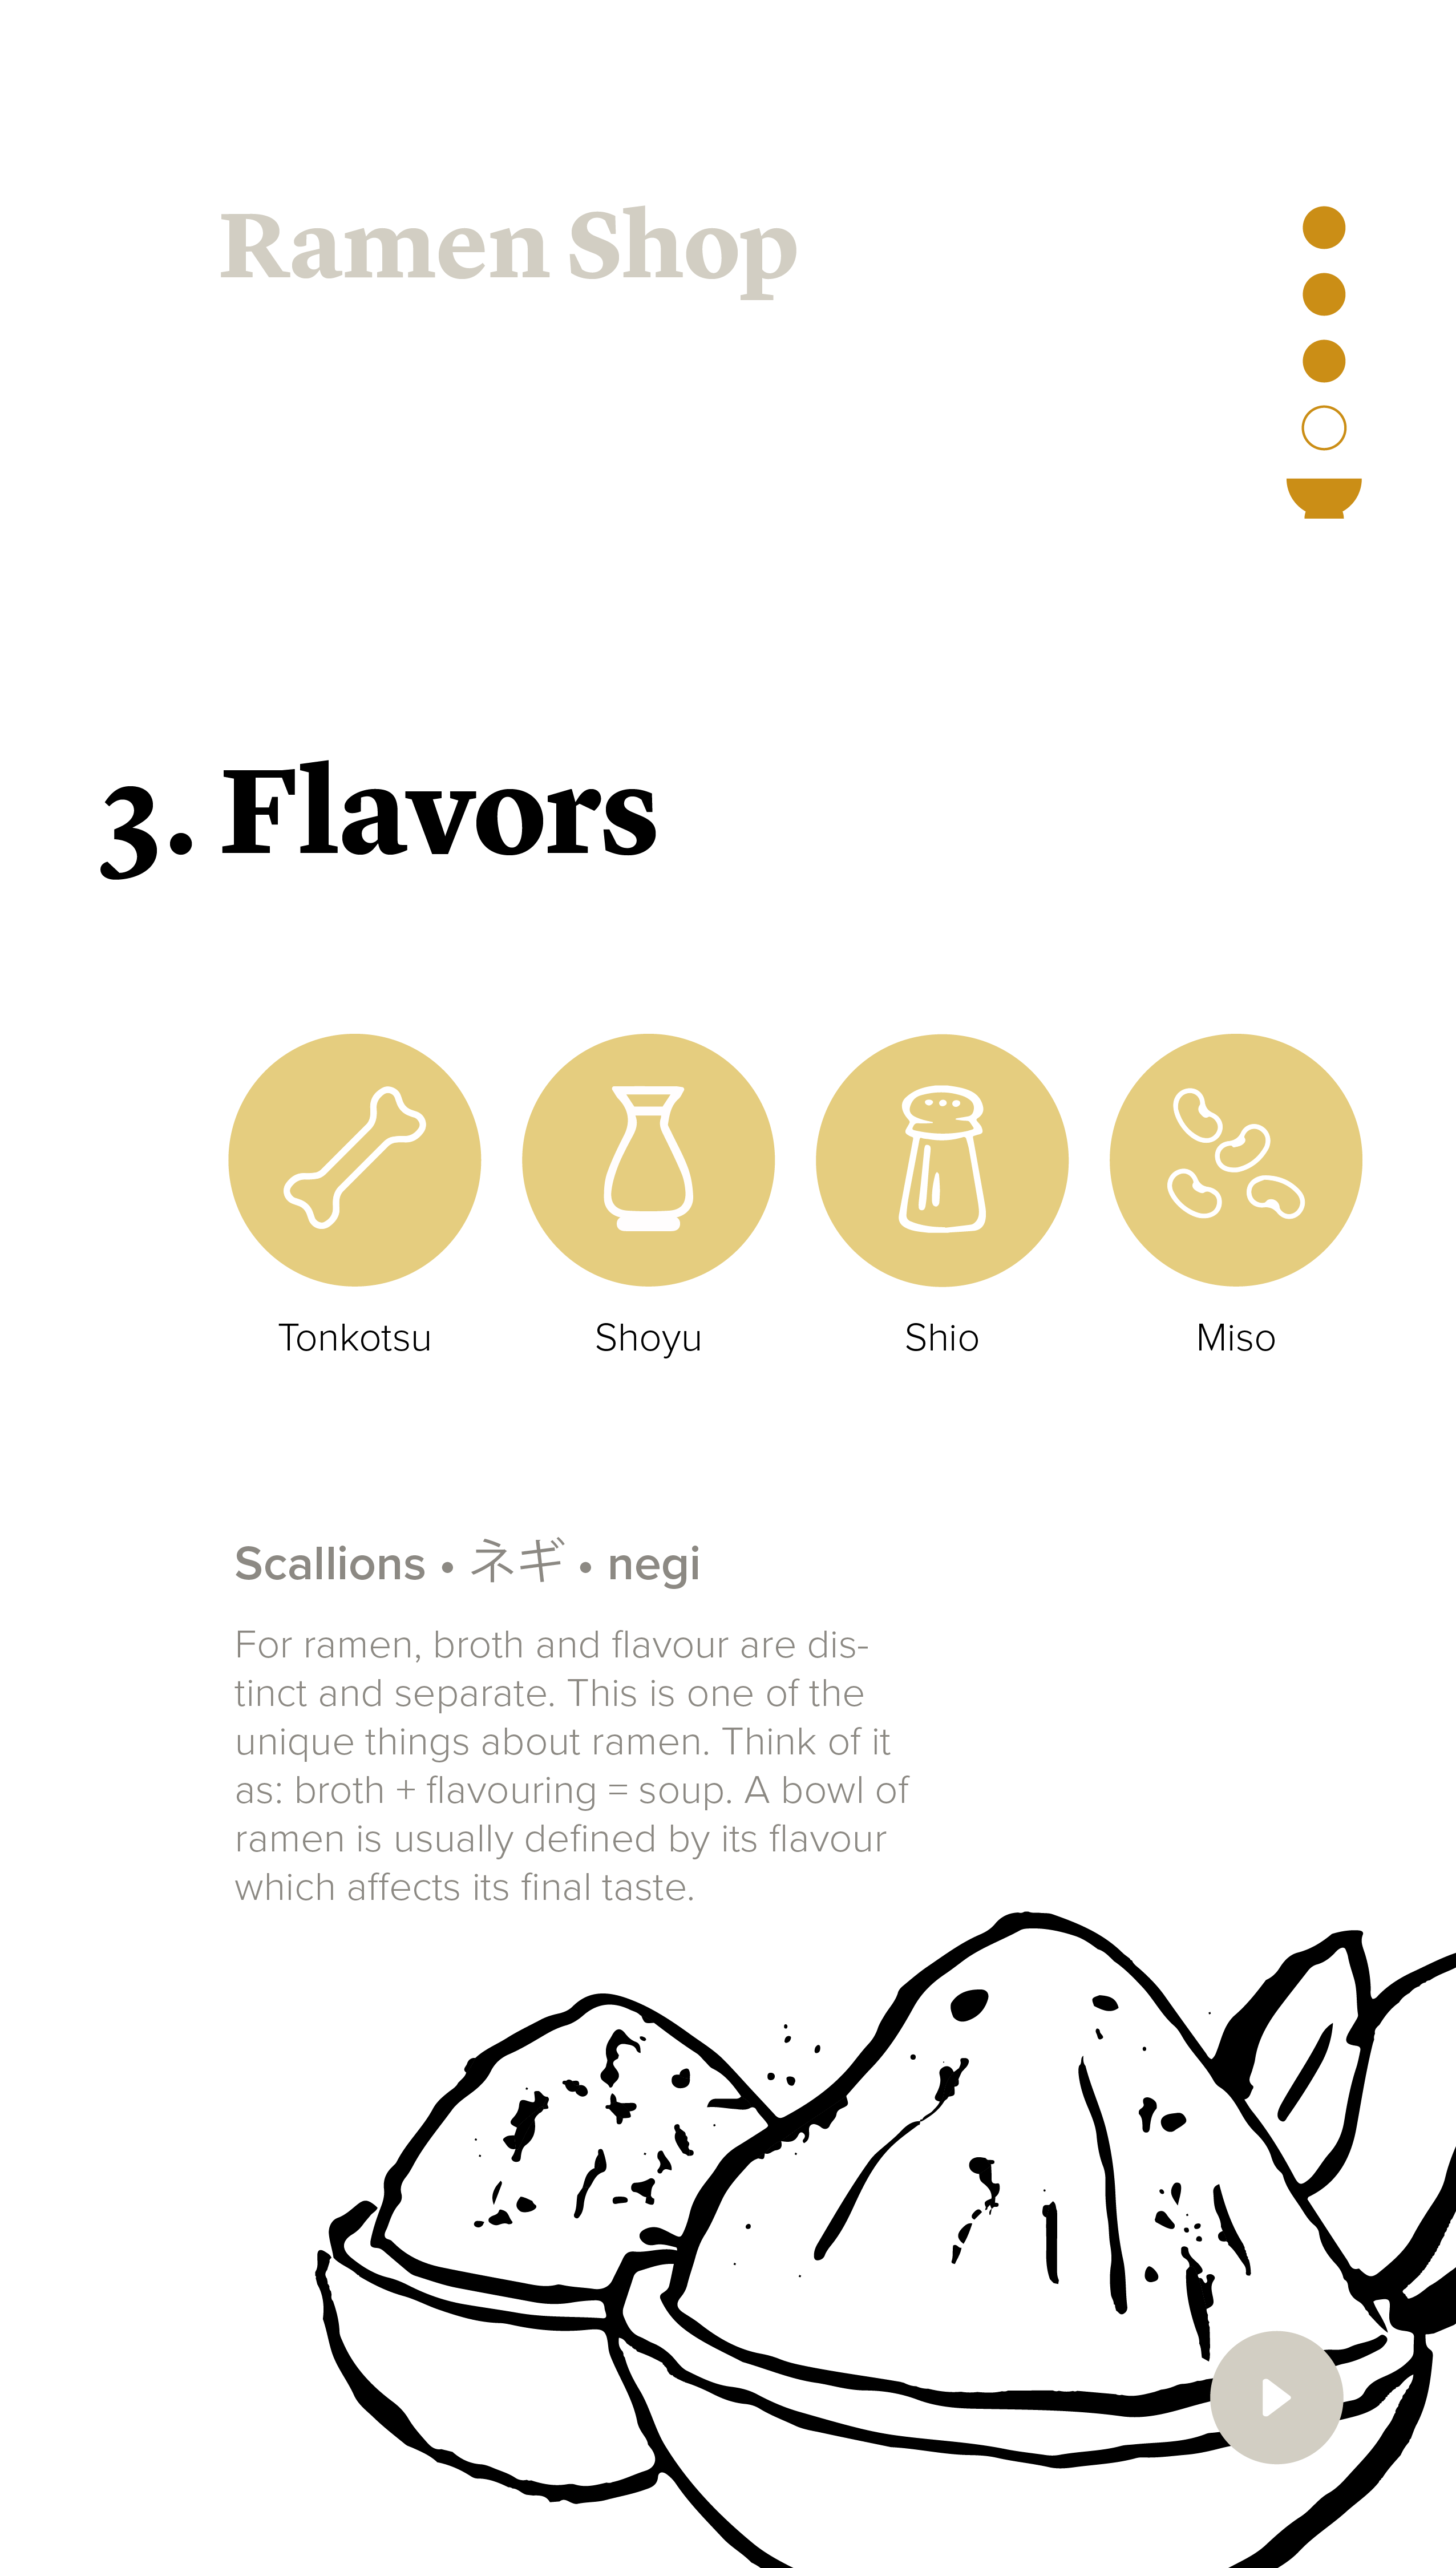 Ramen Shop
3. Flavors
Tonkotsu
Shoyu
Shio
Miso
Scallions • ネギ • negi
For ramen, broth and flavour are dis-
tinct and separate. This is one of the
unique things about ramen. Think of it
as: broth + flavouring = soup. A bowl of
ramen is usually defined by its flavour
which affects its final taste.